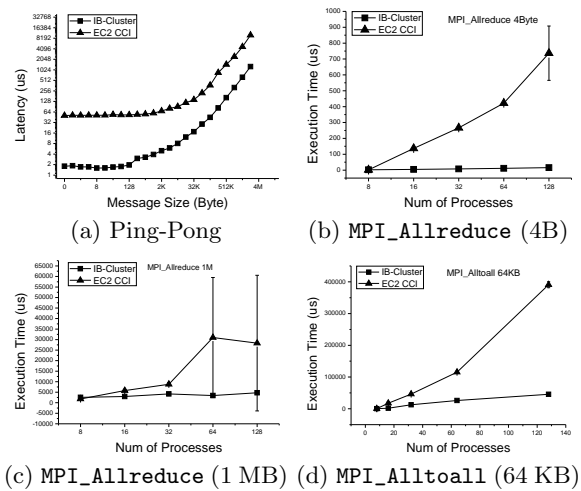 IB-Cluster
EC2 CCI
32768
16384
8192
4096
2048
1024
512
256
128
64
32
16
8
4
2
1
Latency (us)
0 8 128 2K 32K 512K 4M
Message Size (Byte)
(a) Ping-Pong
IB-Cluster
EC2 CCI
MPI_Allreduce 4Byte
1000
900
800
700
600
500
400
300
200
100
0
Execution Time (us)
8 16 32 64 128
Num of Processes
(b) MPI_Allreduce (4B)
IB-Cluster
EC2 CCI
MPI_Allreduce 1M
65000
60000
55000
50000
45000
40000
35000
30000
25000
20000
15000
10000
5000
0
-5000
-10000
Execution Time (us)
8 16 32 64 128
Num of Processes
(c) MPI_Allreduce (1 MB)
IB-Cluster
EC2 CCI
MPI_Alltoall 64KB
400000
300000
200000
100000
0
Execution Time (us)
0 20 40 60 80 100 120 140
Num of Processes
(d) MPI_Alltoall (64 KB)